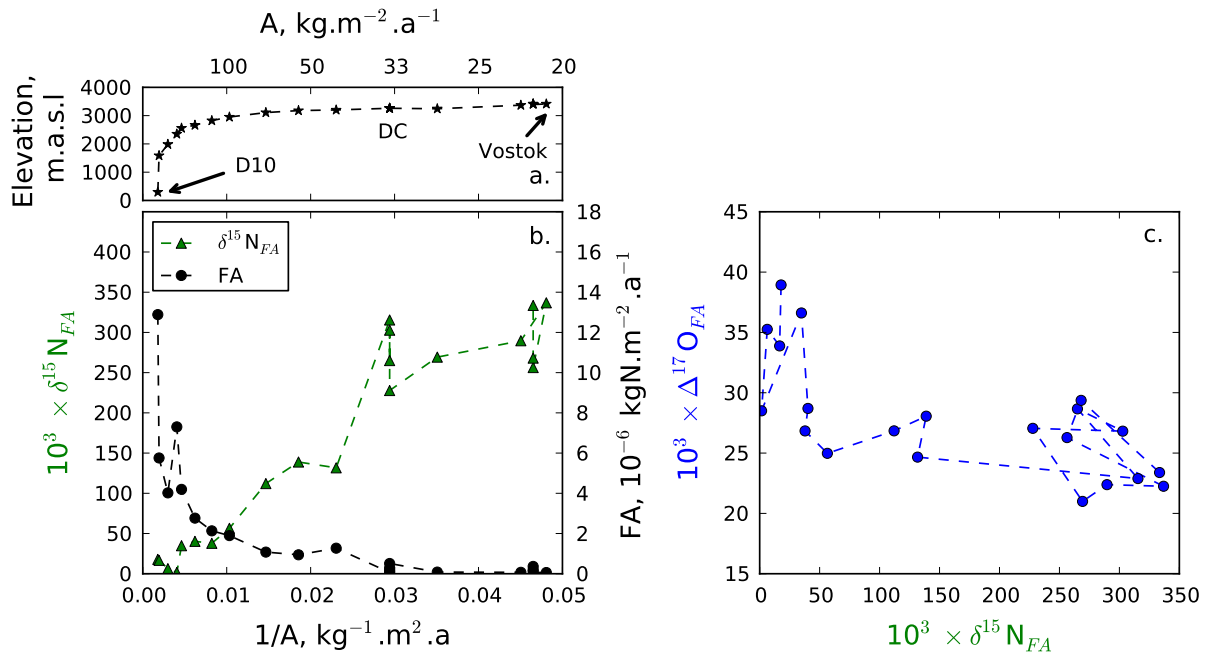 A, kg.m⁻².a⁻¹
100 50 33 25 20
Elevation,
m.a.s.l
4000
3000
2000
1000
0
D10
DC
Vostok
a.
10³ × δ¹⁵N_FA
400
350
300
250
200
150
100
50
0
δ¹⁵N_FA
FA
b.
18
16
14
12
10
8
6
4
2
0
FA, 10⁻⁶ kgN.m⁻².a⁻¹
0.00 0.01 0.02 0.03 0.04 0.05
1/A, kg⁻¹.m².a
10³ × Δ¹⁷O_FA
45
40
35
30
25
20
15
c.
0 50 100 150 200 250 300 350
10³ × δ¹⁵N_FA